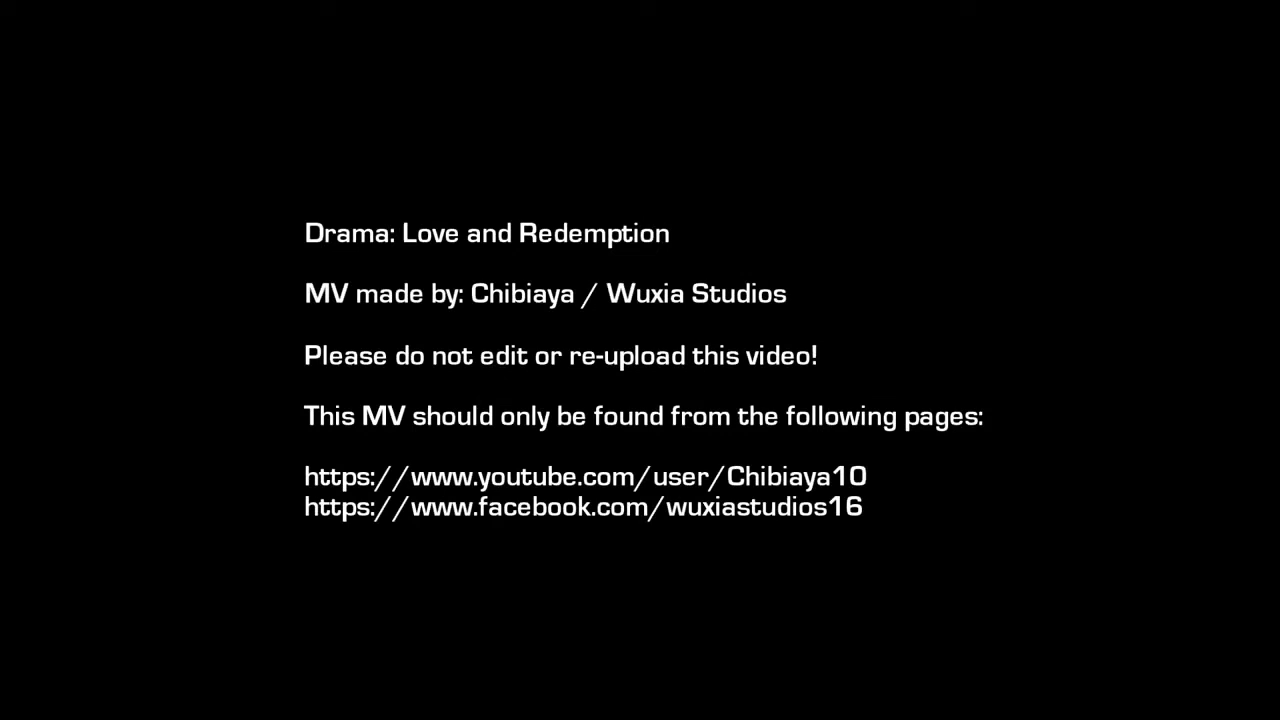 Drama: Love and Redemption
MV made by: Chibiaya / Wuxia Studios
Please do not edit or re-upload this video!
This MV should only be found from the following pages:
https://www.youtube.com/user/Chibiaya10
https://www.facebook.com/wuxiastudios16